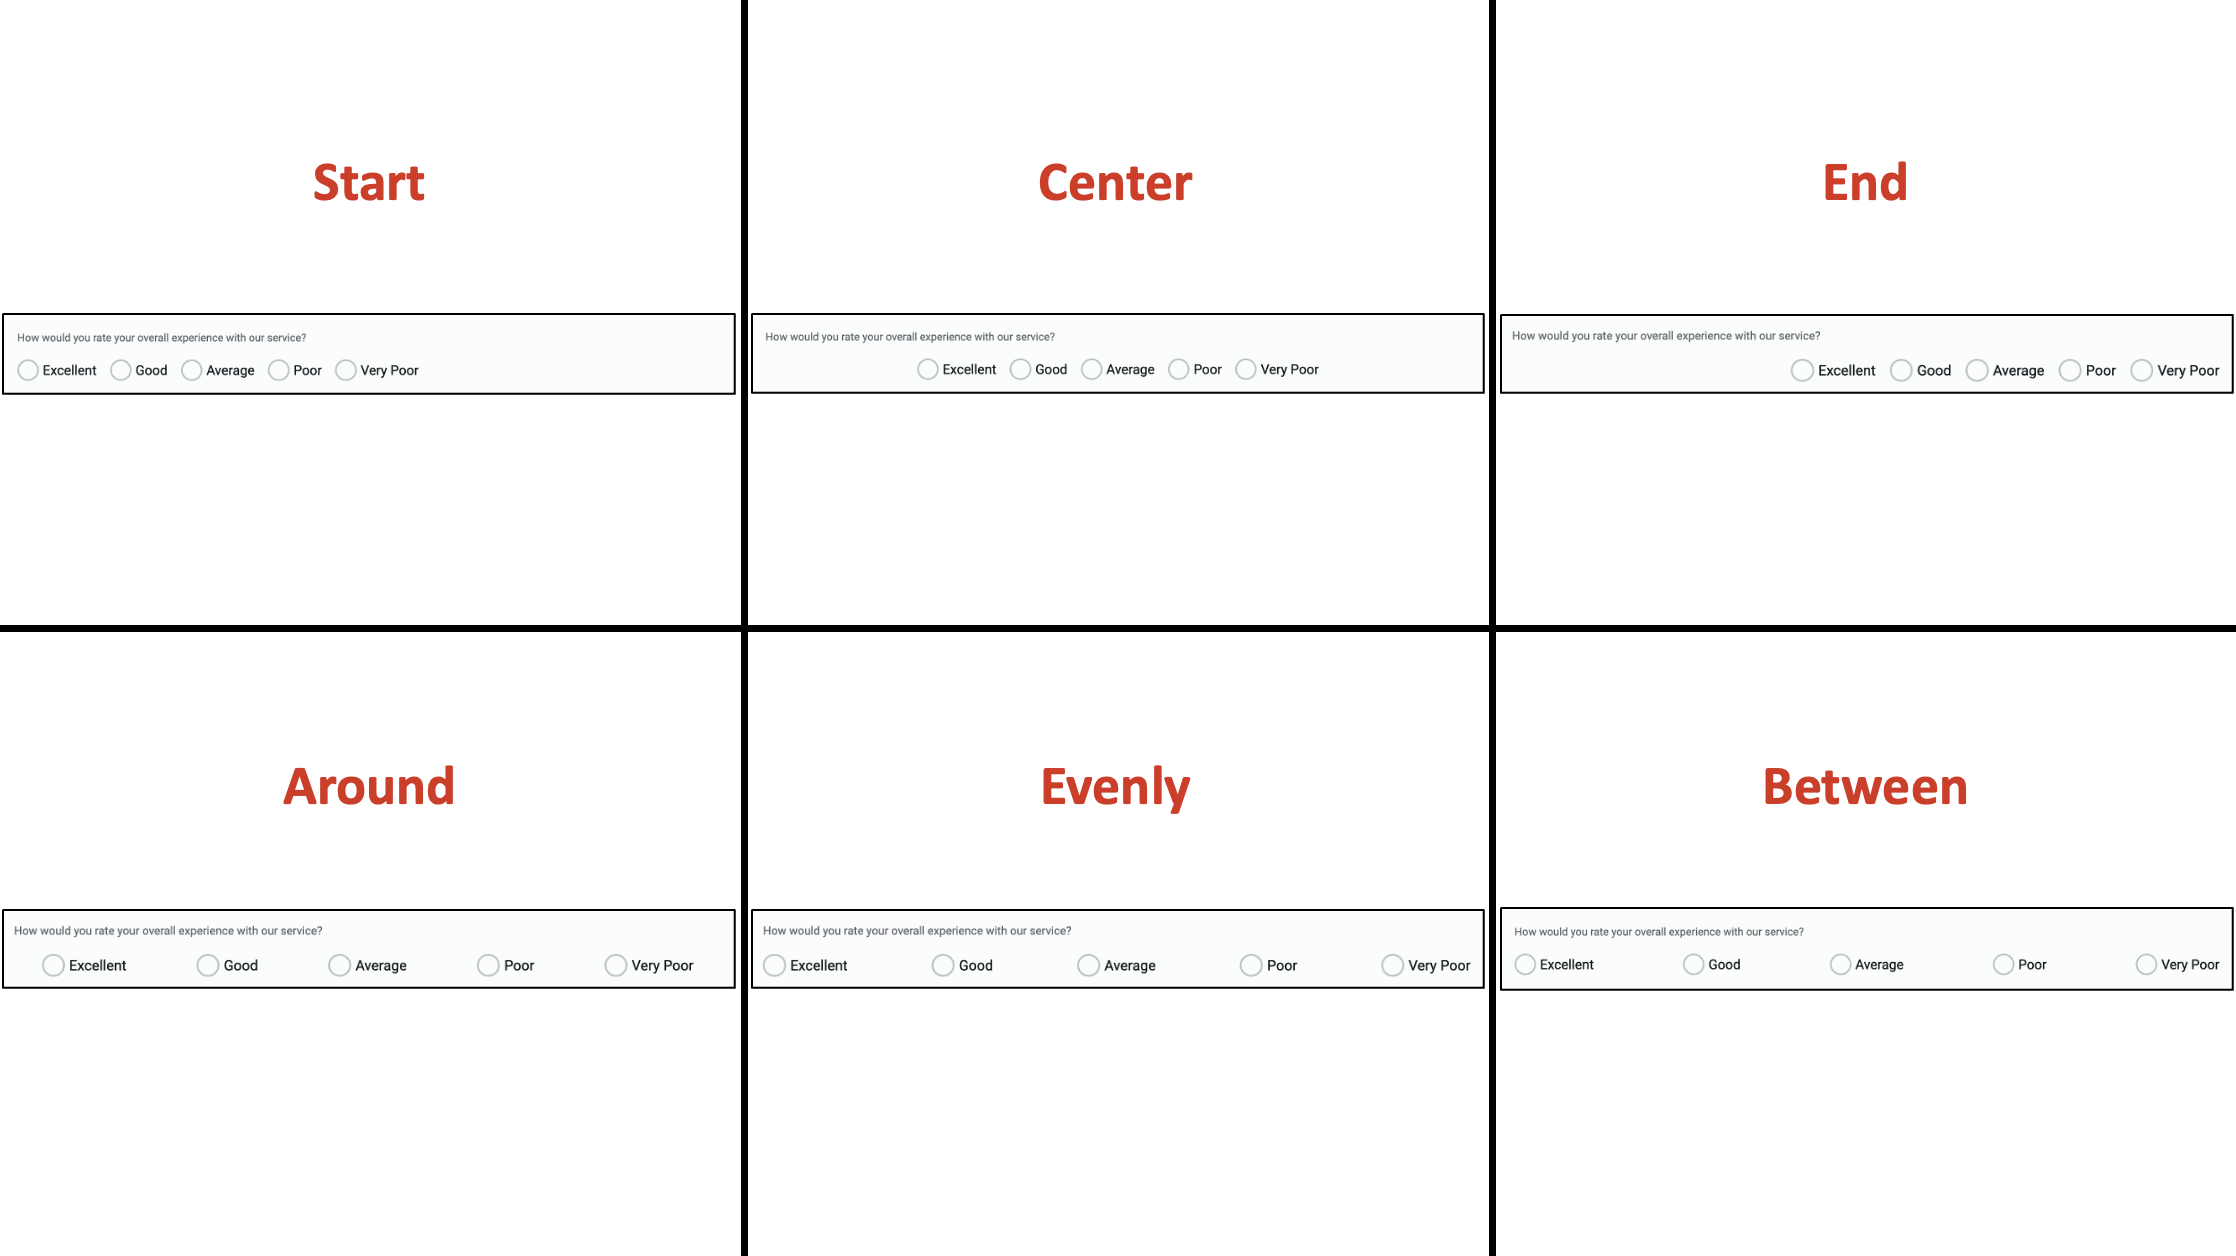 Start
How would you rate your overall experience with our service?
Excellent Good Average Poor Very Poor
Center
How would you rate your overall experience with our service?
Excellent Good Average Poor Very Poor
End
How would you rate your overall experience with our service?
Excellent Good Average Poor Very Poor
Around
How would you rate your overall experience with our service?
Excellent Good Average Poor Very Poor
Evenly
How would you rate your overall experience with our service?
Excellent Good Average Poor Very Poor
Between
How would you rate your overall experience with our service?
Excellent Good Average Poor Very Poor